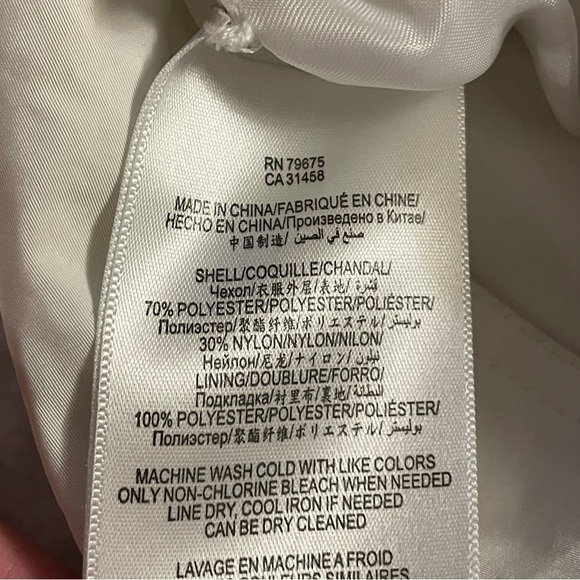 RN 79675
CA 31458
MADE IN CHINA/FABRIQUÉ EN CHINE/
HECHO EN CHINA/Произведено в Китае/
中国制造/ صنع في الصين/
SHELL/COQUILLE/CHANDAL/
Чехол/衣服外层/表地/ قشرة/
70% POLYESTER/POLYESTER/POLIÉSTER/
Полиэстер/聚酯纤维/ポリエステル/ بوليستر/
30% NYLON/NYLON/NILON/
Нейлон/尼龙/ナイロン/ نيلون/
LINING/DOUBLURE/FORRO/
Подкладка/衬里布/裏地/ البطانة/
100% POLYESTER/POLYESTER/POLIÉSTER/
Полиэстер/聚酯纤维/ポリエステル/ بوليستر/
MACHINE WASH COLD WITH LIKE COLORS
ONLY NON-CHLORINE BLEACH WHEN NEEDED
LINE DRY, COOL IRON IF NEEDED
CAN BE DRY CLEANED
LAVAGE EN MACHINE A FROID
COULEURS SIMILAIRES